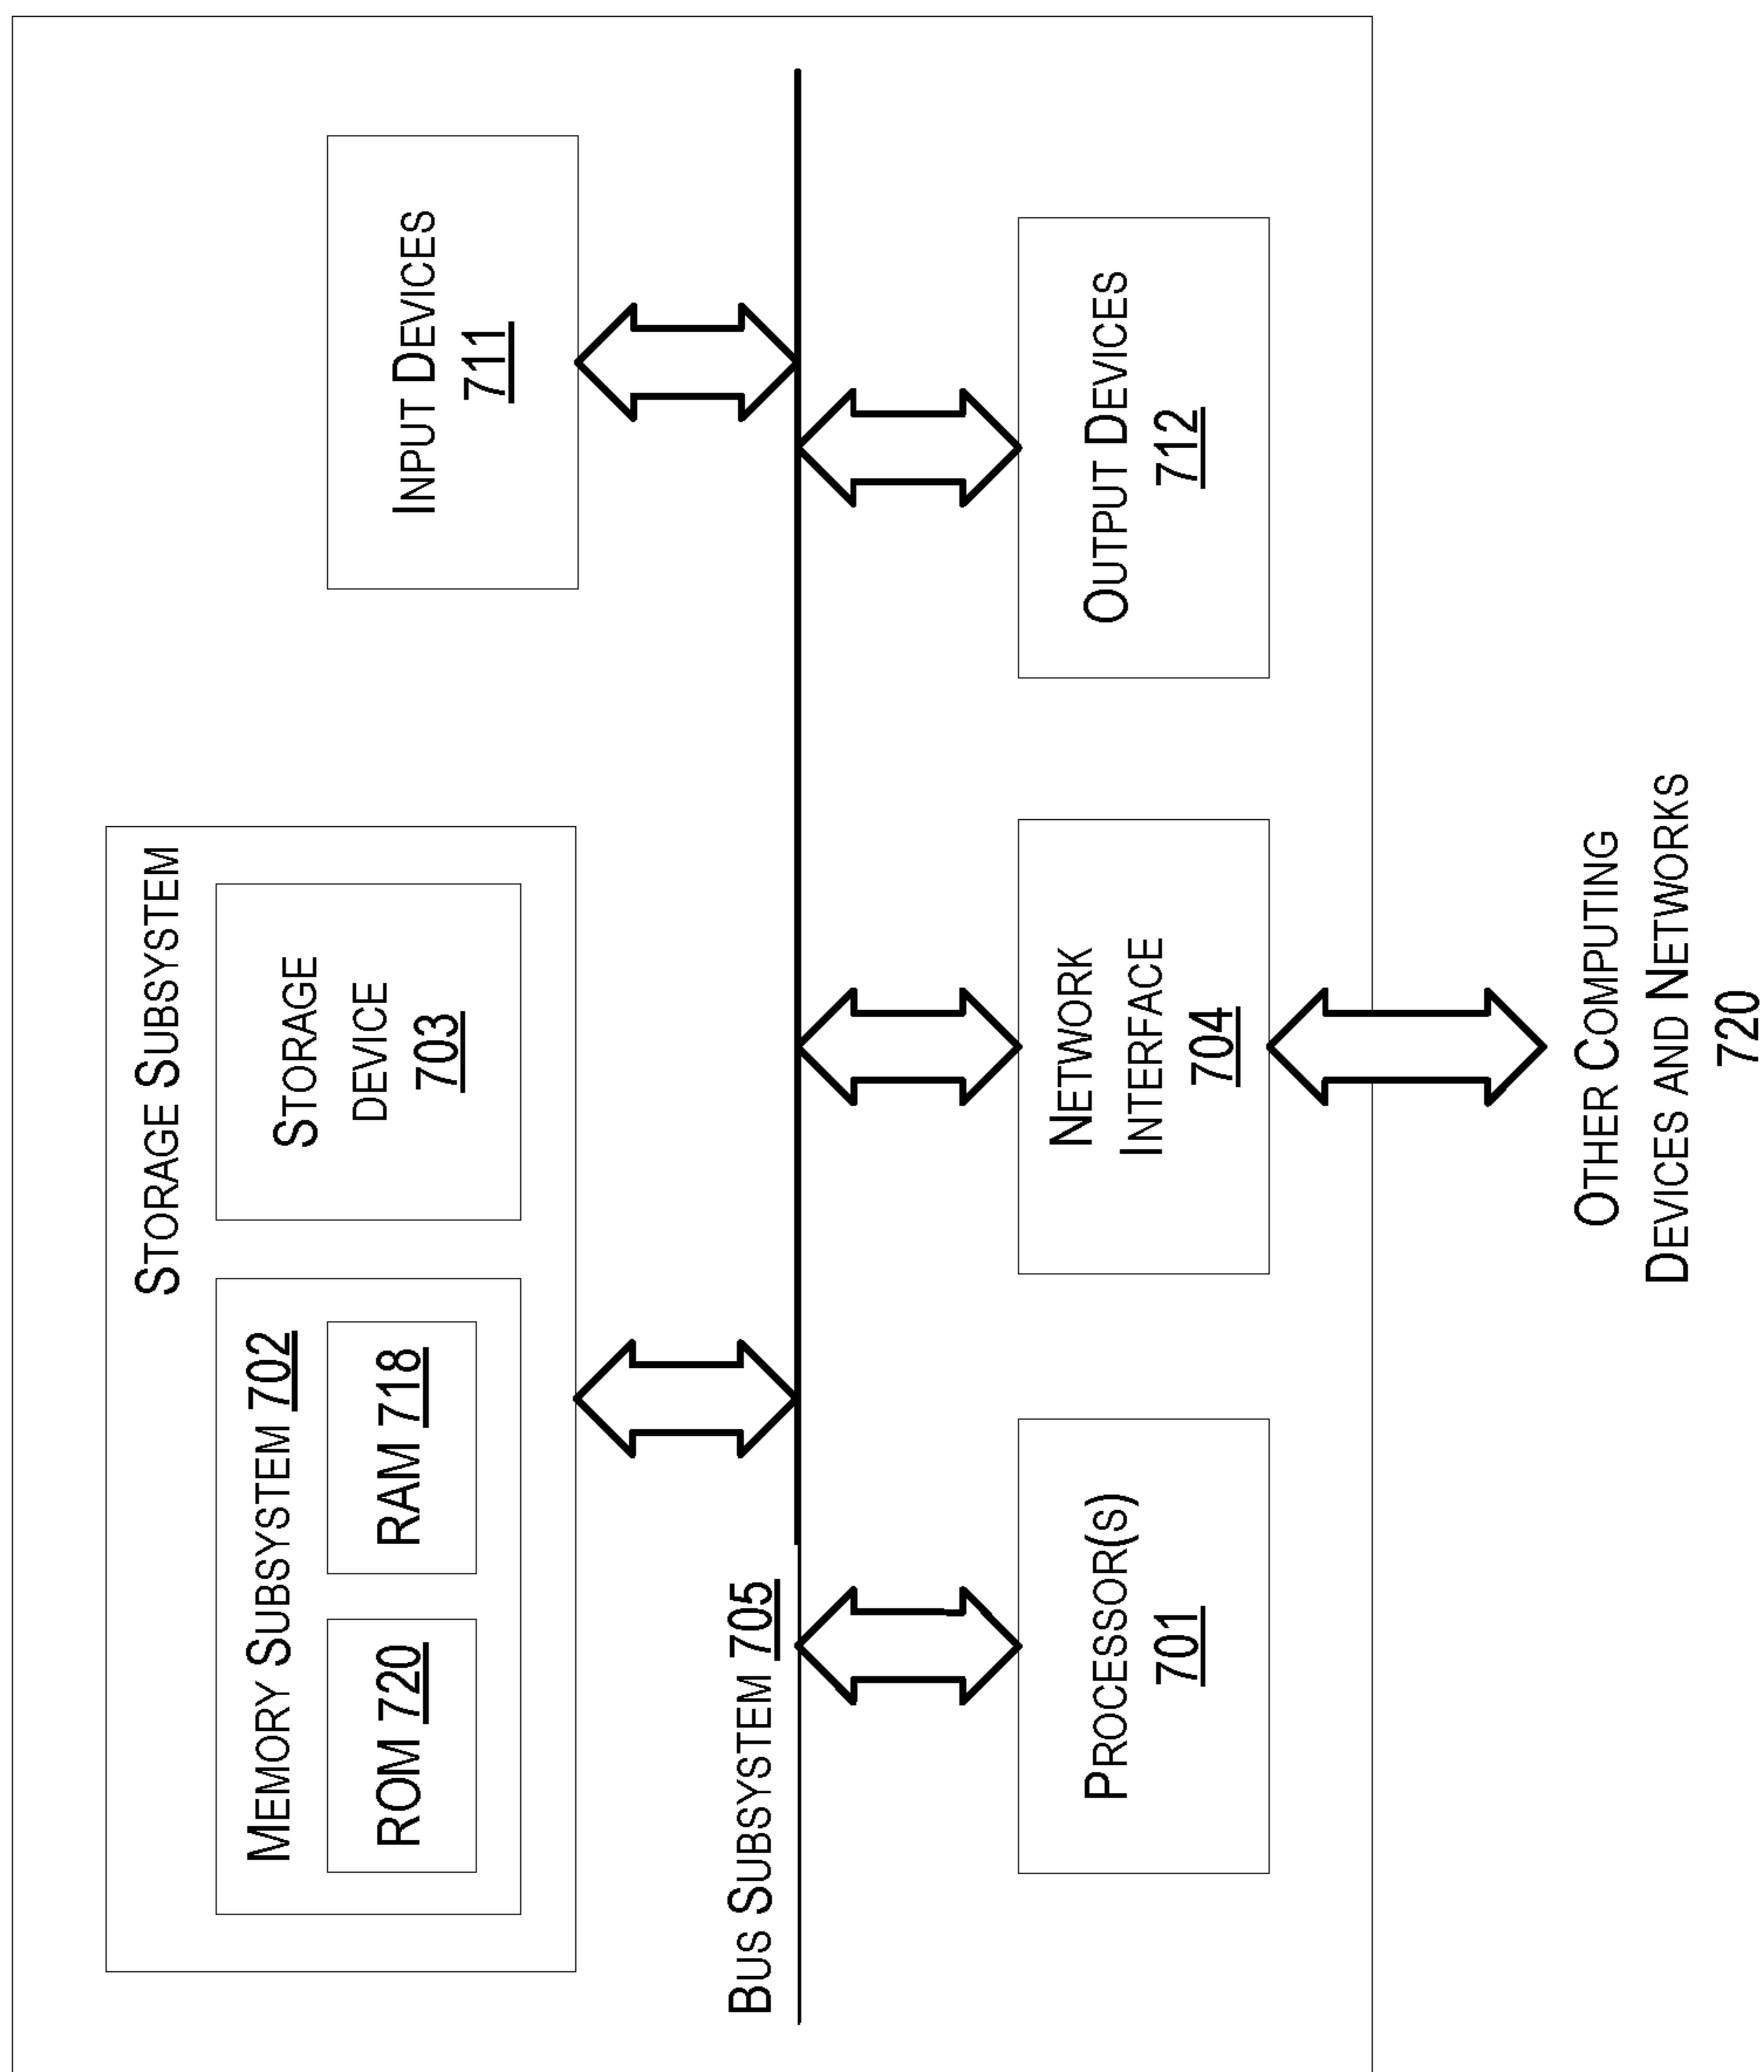 STORAGE SUBSYSTEM
MEMORY SUBSYSTEM 702
ROM 720
RAM 718
STORAGE
DEVICE
703
INPUT DEVICES
711
BUS SUBSYSTEM 705
PROCESSOR(S)
701
NETWORK
INTERFACE
704
OUTPUT DEVICES
712
OTHER COMPUTING
DEVICES AND NETWORKS
720